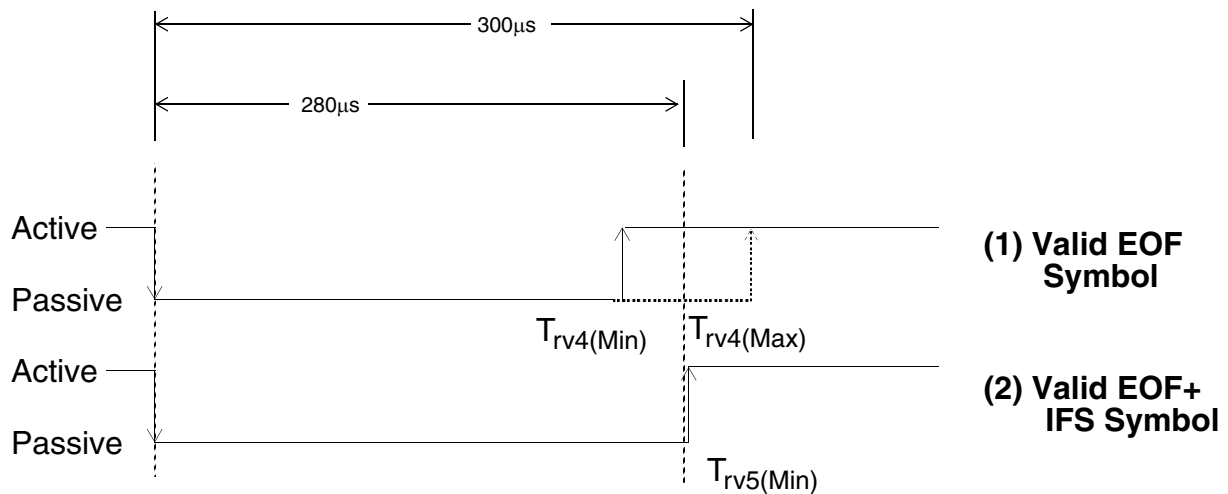 300μs
280μs
Active
(1) Valid EOF
Symbol
Passive
Trv4(Min)
Trv4(Max)
Active
(2) Valid EOF+
IFS Symbol
Passive
Trv5(Min)